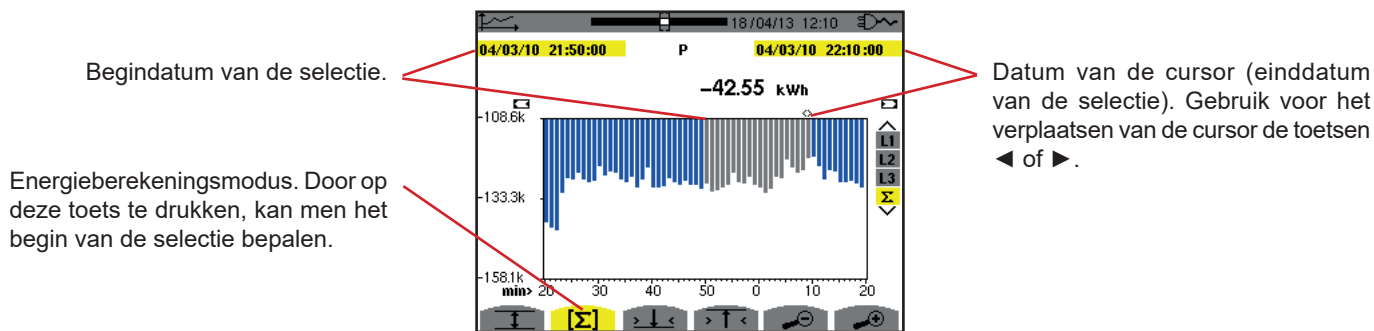 18/04/13 12:10
04/03/10 21:50:00 P 04/03/10 22:10:00
Begindatum van de selectie.
-42.55 kWh
Datum van de cursor (einddatum
van de selectie). Gebruik voor het
verplaatsen van de cursor de toetsen
◄ of ►.
-108.6k
L1
L2
L3
Σ
Energieberekeningsmodus. Door op
deze toets te drukken, kan men het
begin van de selectie bepalen.
-133.3k
-158.1k
min> 20 30 40 50 0 10 20
[Σ]